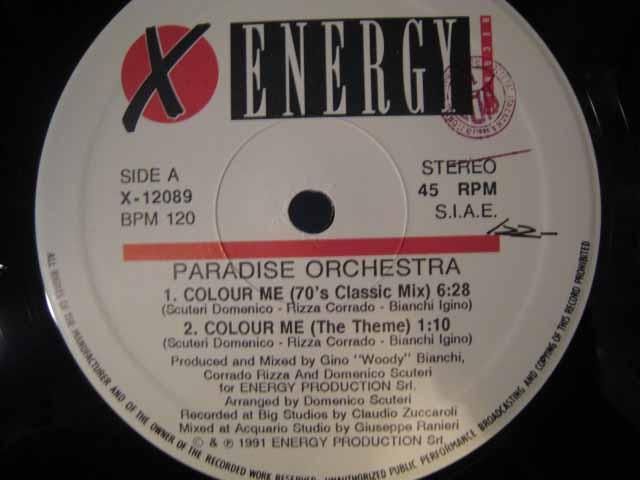 X ENERGY
SIDE A
X-12089
BPM 120
STEREO
45 RPM
S.I.A.E.
PARADISE ORCHESTRA
1. COLOUR ME (70's Classic Mix) 6:28
(Scuteri Domenico - Rizza Corrado - Bianchi Igino)
2. COLOUR ME (The Theme) 1:10
(Scuteri Domenico - Rizza Corrado - Bianchi Igino)
Produced and Mixed by Gino "Woody" Bianchi,
Corrado Rizza And Domenico Scuteri
for ENERGY PRODUCTION Srl.
Arranged by Domenico Scuteri
Recorded at Big Studios by Claudio Zuccaroli
Mixed at Acquario Studio by Giuseppe Ranieri
© & ℗ 1991 ENERGY PRODUCTION Srl.
ALL RIGHTS OF THE MANUFACTURER AND OF THE OWNER OF THE RECORDED WORK RESERVED. UNAUTHORIZED PUBLIC PERFORMANCE BROADCASTING AND COPYING OF THIS RECORD PROHIBITED